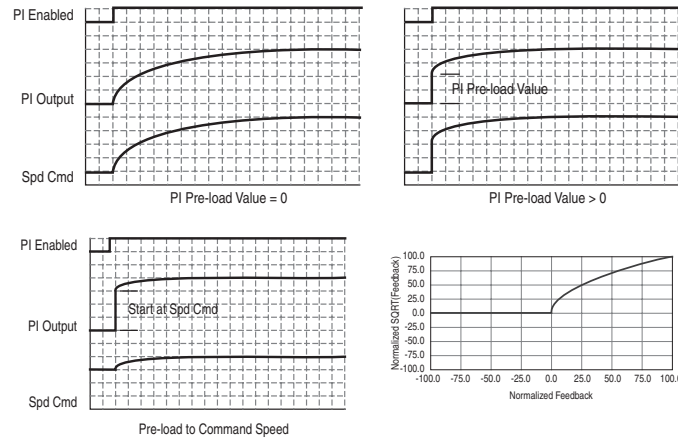 PI Enabled
PI Output
Spd Cmd
PI Pre-load Value = 0
PI Pre-load Value
PI Pre-load Value > 0
PI Enabled
PI Output
Start at Spd Cmd
Spd Cmd
Pre-load to Command Speed
Normalized SQRT(Feedback)
100.0
75.0
50.0
25.0
0.0
-25.0
-50.0
-75.0
-100.0
-100.0 -75.0 -50.0 -25.0 0.0 25.0 50.0 75.0 100.0
Normalized Feedback